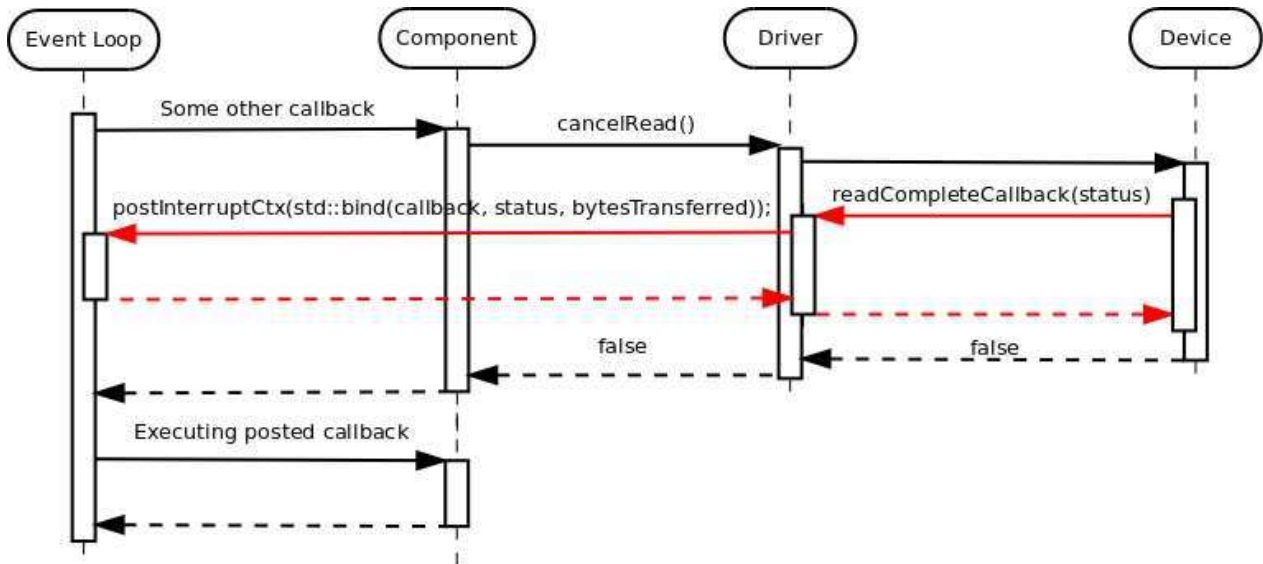 Event Loop
Component
Driver
Device
Some other callback
cancelRead()
readCompleteCallback(status)
postInterruptCtx(std::bind(callback, status, bytesTransferred));
false
false
Executing posted callback